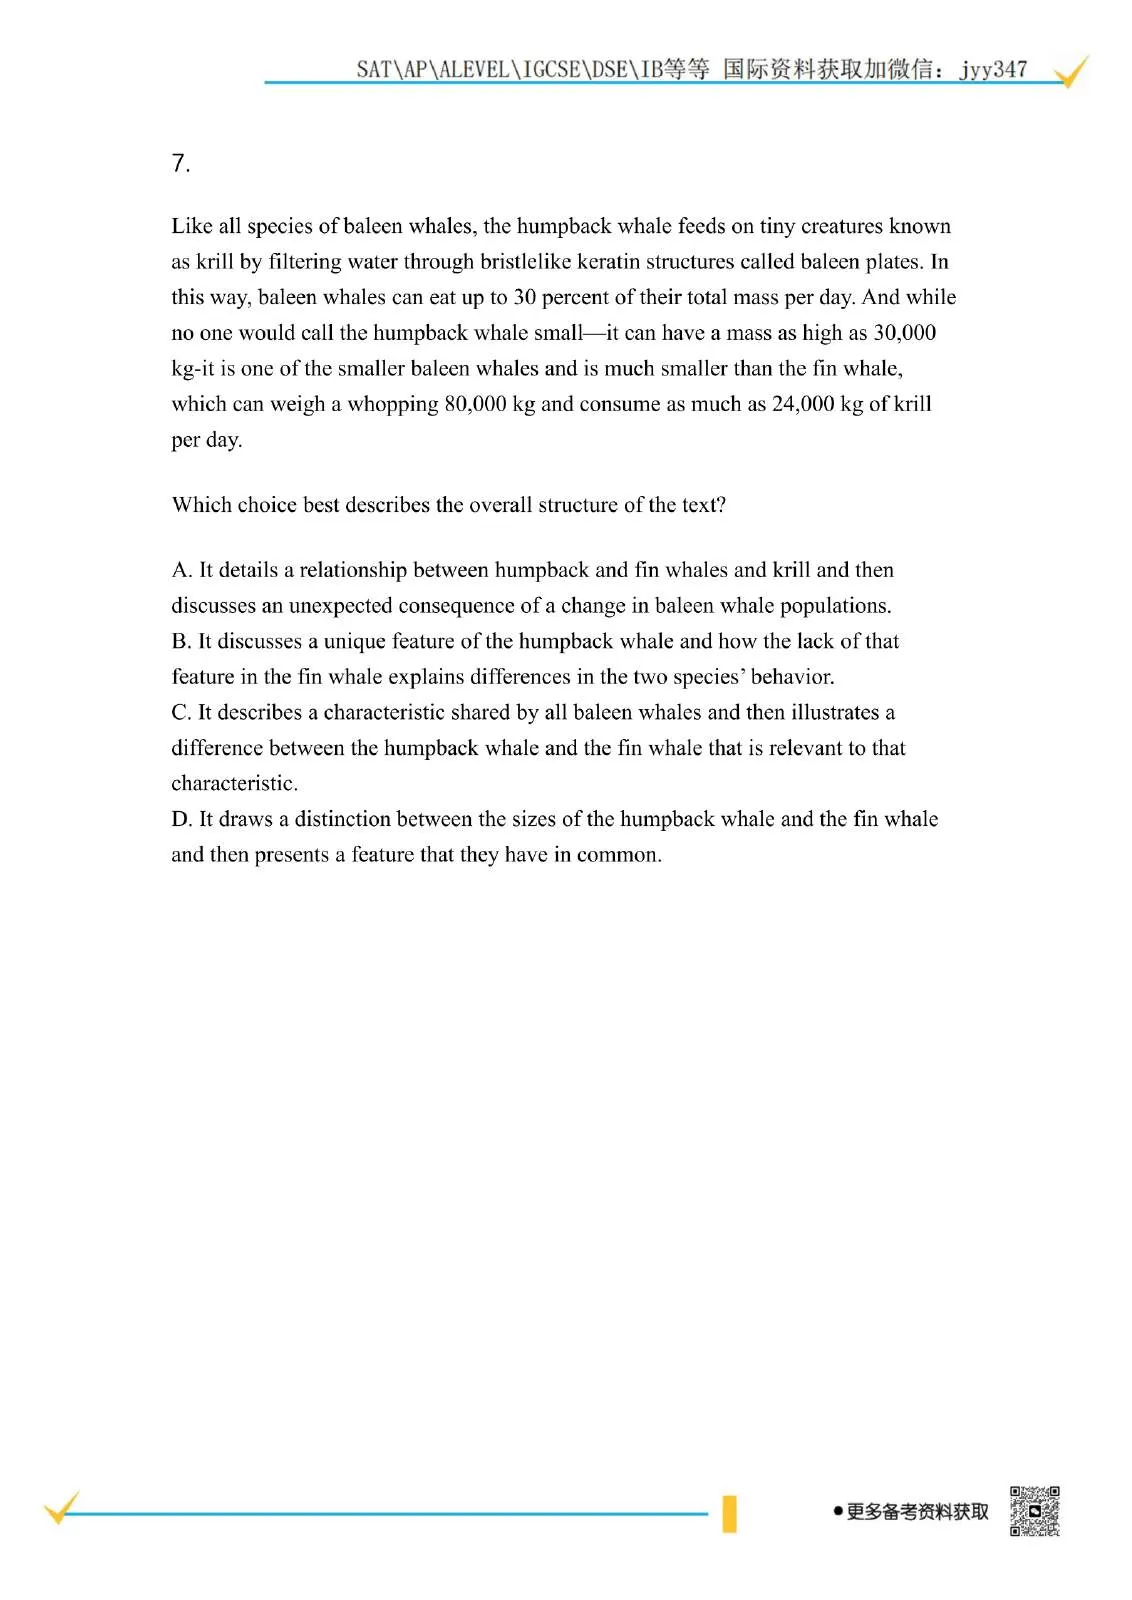 SAT\AP\ALEVEL\IGCSE\DSE\IB等等 国际资料获取加微信：jyy347
7.
Like all species of baleen whales, the humpback whale feeds on tiny creatures known
as krill by filtering water through bristlelike keratin structures called baleen plates. In
this way, baleen whales can eat up to 30 percent of their total mass per day. And while
no one would call the humpback whale small—it can have a mass as high as 30,000
kg-it is one of the smaller baleen whales and is much smaller than the fin whale,
which can weigh a whopping 80,000 kg and consume as much as 24,000 kg of krill
per day.
Which choice best describes the overall structure of the text?
A. It details a relationship between humpback and fin whales and krill and then
discusses an unexpected consequence of a change in baleen whale populations.
B. It discusses a unique feature of the humpback whale and how the lack of that
feature in the fin whale explains differences in the two species’ behavior.
C. It describes a characteristic shared by all baleen whales and then illustrates a
difference between the humpback whale and the fin whale that is relevant to that
characteristic.
D. It draws a distinction between the sizes of the humpback whale and the fin whale
and then presents a feature that they have in common.
●更多备考资料获取